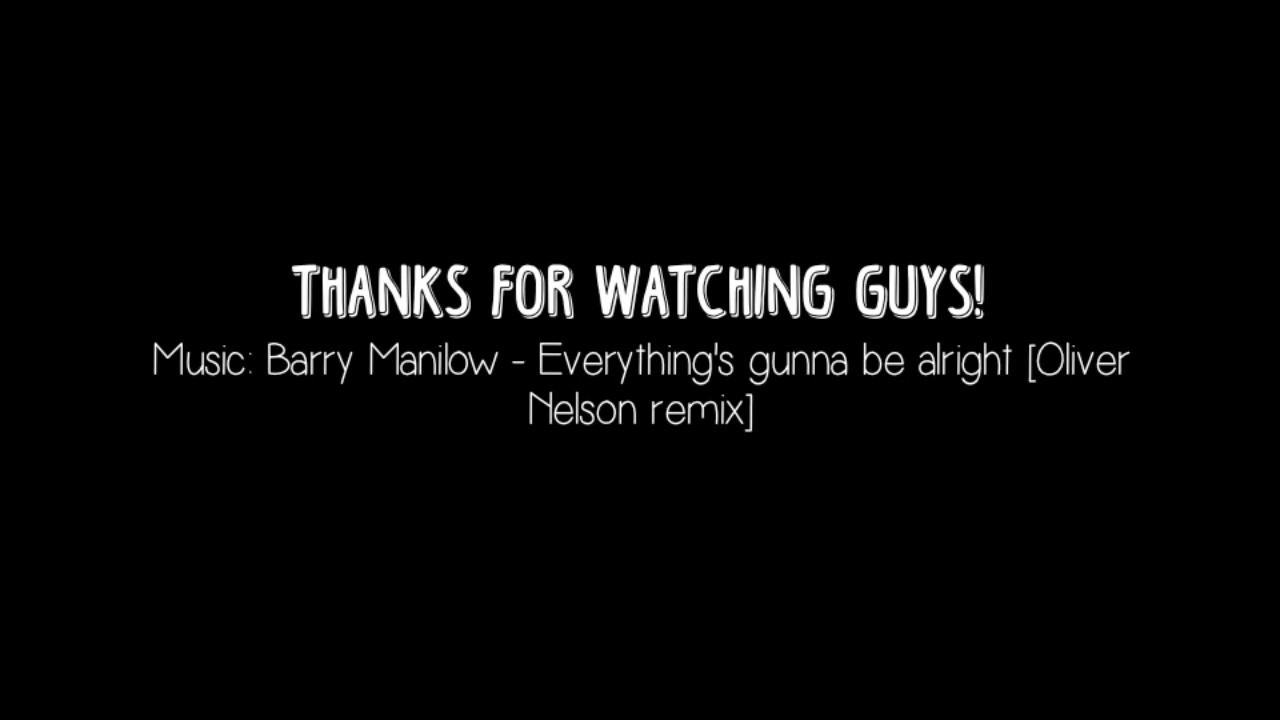 THANKS FOR WATCHING GUYS!
Music: Barry Manilow - Everything's gunna be alright [Oliver
Nelson remix]